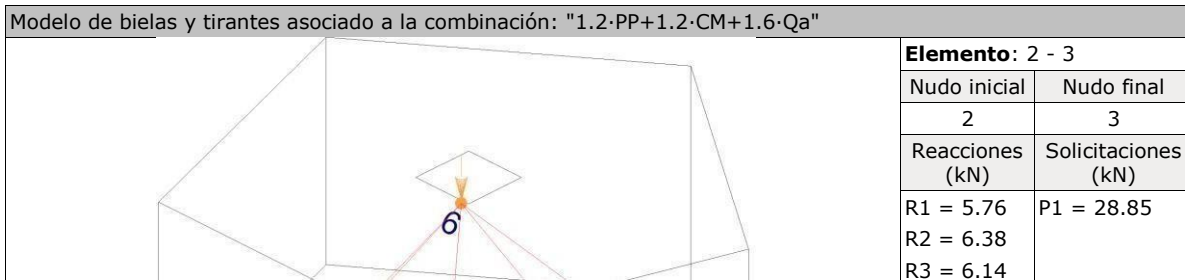 Modelo de bielas y tirantes asociado a la combinación: "1.2·PP+1.2·CM+1.6·Qa"
Elemento: 2 - 3
Nudo inicial Nudo final
2 3
Reacciones (kN) Solicitaciones (kN)
R1 = 5.76 P1 = 28.85
R2 = 6.38
R3 = 6.14
6